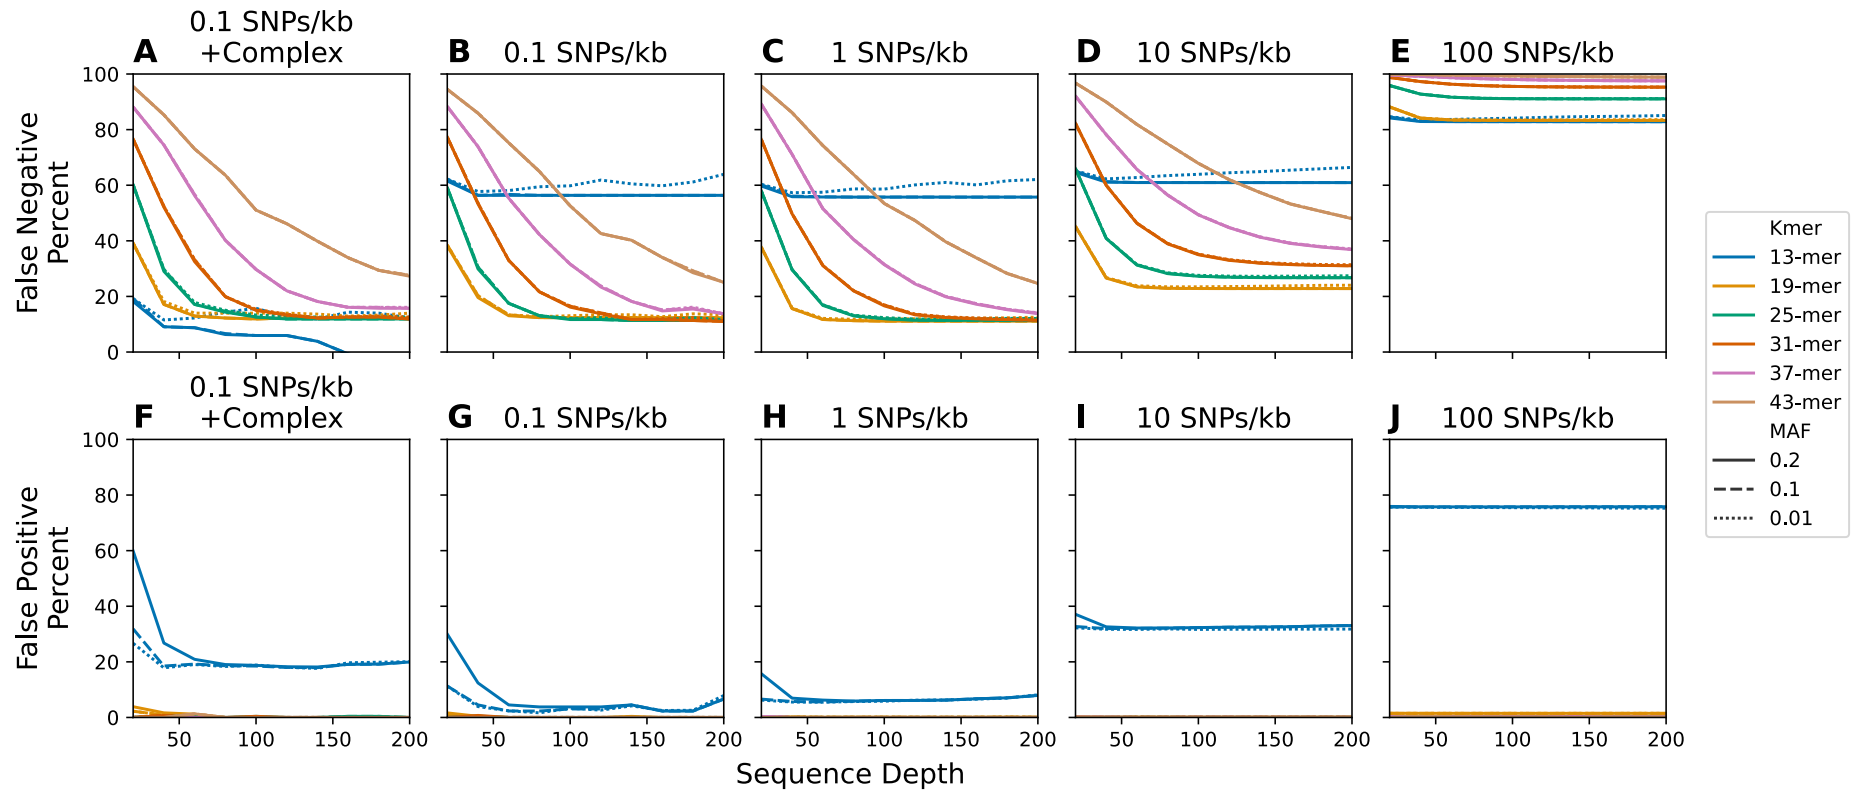 0.1 SNPs/kb
A +Complex
B 0.1 SNPs/kb
C 1 SNPs/kb
D 10 SNPs/kb
E 100 SNPs/kb
False Negative
Percent
100
80
60
40
20
0
Kmer
13-mer
19-mer
25-mer
31-mer
37-mer
43-mer
MAF
0.2
0.1
0.01
0.1 SNPs/kb
F +Complex
G 0.1 SNPs/kb
H 1 SNPs/kb
I 10 SNPs/kb
J 100 SNPs/kb
False Positive
Percent
100
80
60
40
20
0
50 100 150 200
50 100 150 200
50 100 150 200
50 100 150 200
50 100 150 200
Sequence Depth